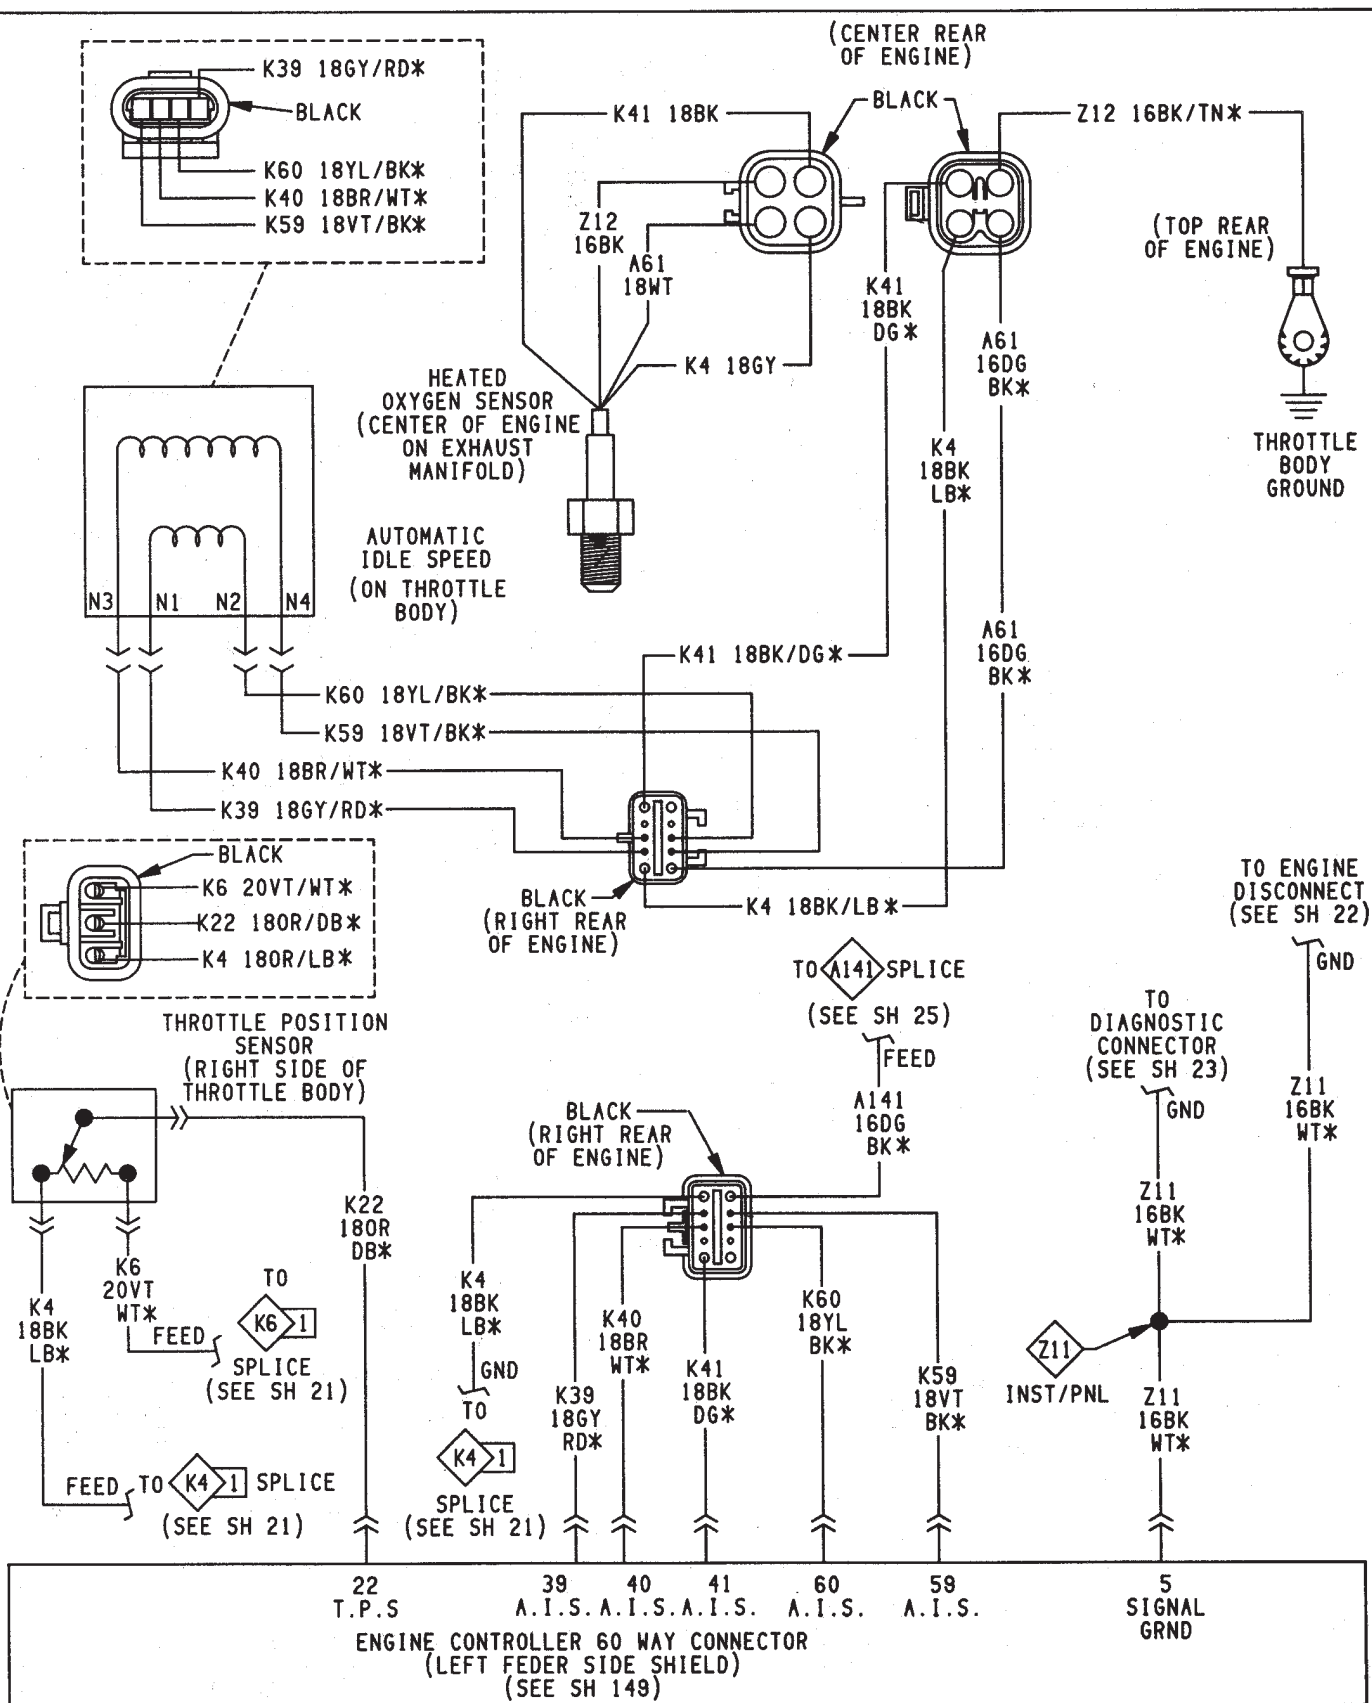 (CENTER REAR
OF ENGINE)
K39 18GY/RD*
BLACK
K60 18YL/BK*
K40 18BR/WT*
K59 18VT/BK*
K41 18BK
BLACK
Z12 16BK/TN*
Z12
16BK
A61
18WT
K4 18GY
K41
18BK
DG*
A61
16DG
BK*
(TOP REAR
OF ENGINE)
THROTTLE
BODY
GROUND
HEATED
OXYGEN SENSOR
(CENTER OF ENGINE
ON EXHAUST
MANIFOLD)
K4
18BK
LB*
AUTOMATIC
IDLE SPEED
(ON THROTTLE
BODY)
N3 N1 N2 N4
K41 18BK/DG*
A61
16DG
BK*
K60 18YL/BK*
K59 18VT/BK*
K40 18BR/WT*
K39 18GY/RD*
BLACK
K6 20VT/WT*
K22 18OR/DB*
K4 18OR/LB*
BLACK
(RIGHT REAR
OF ENGINE)
K4 18BK/LB*
TO ENGINE
DISCONNECT
(SEE SH 22)
GND
TO A141 SPLICE
(SEE SH 25)
FEED
TO
DIAGNOSTIC
CONNECTOR
(SEE SH 23)
GND
THROTTLE POSITION
SENSOR
(RIGHT SIDE OF
THROTTLE BODY)
BLACK
(RIGHT REAR
OF ENGINE)
A141
16DG
BK*
Z11
16BK
WT*
K22
18OR
DB*
Z11
16BK
WT*
K4
18BK
LB*
K6
20VT
WT*
FEED
TO
K6 1
SPLICE
(SEE SH 21)
K4
18BK
LB*
GND
TO
K4 1
SPLICE
(SEE SH 21)
K39
18GY
RD*
K40
18BR
WT*
K41
18BK
DG*
K60
18YL
BK*
K59
18VT
BK*
Z11
INST/PNL
Z11
16BK
WT*
FEED TO K4 1 SPLICE
(SEE SH 21)
22 39 40 41 60 59 5
T.P.S A.I.S. A.I.S. A.I.S. A.I.S. A.I.S. SIGNAL
GRND
ENGINE CONTROLLER 60 WAY CONNECTOR
(LEFT FEDER SIDE SHIELD)
(SEE SH 149)